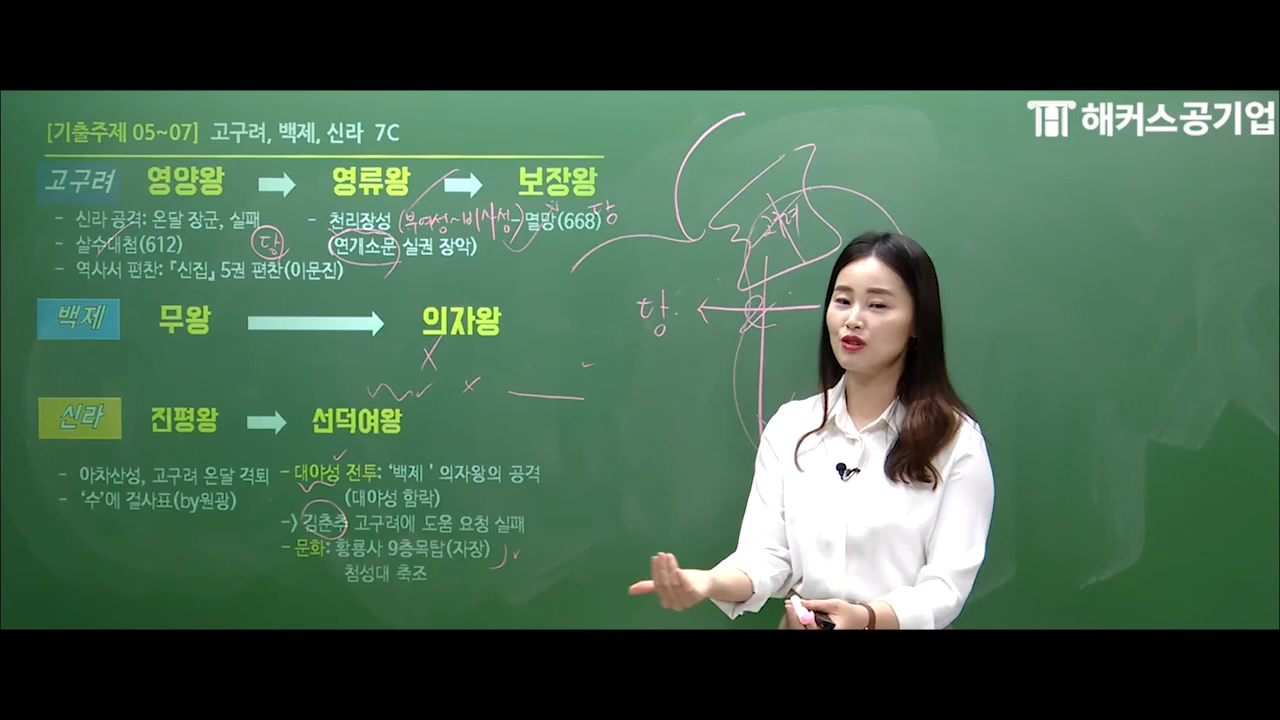 해커스공기업
[기출주제 05~07] 고구려, 백제, 신라 7C
고구려 영양왕 영류왕 보장왕
- 신라 공격: 온달 장군, 실패
- 살수대첩(612)
- 역사서 편찬: 『신집』 5권 편찬(이문진)
당
- 천리장성 (부여성~비사성)
(연개소문 실권 장악)
멸망(668) 당
백제 무왕 의자왕
신라 진평왕 선덕여왕
- 아차산성, 고구려 온달 격퇴
- '수'에 걸사표(by원광)
- 대야성 전투: '백제' 의자왕의 공격
(대야성 함락)
-> 김춘추 고구려에 도움 요청 실패
- 문화: 황룡사 9층목탑(자장)
첨성대 축조
고려
당